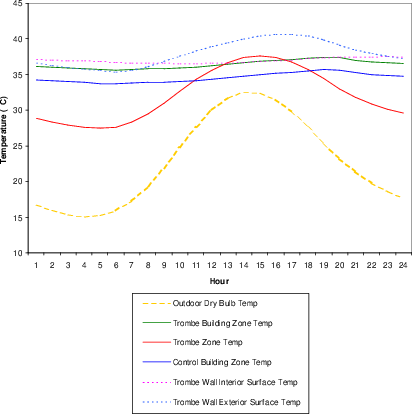 45
40
35
30
25
20
15
10
Temperature ( C)
1 2 3 4 5 6 7 8 9 10 11 12 13 14 15 16 17 18 19 20 21 22 23 24
Hour
Outdoor Dry Bulb Temp
Trombe Building Zone Temp
Trombe Zone Temp
Control Building Zone Temp
Trombe Wall Interior Surface Temp
Trombe Wall Exterior Surface Temp